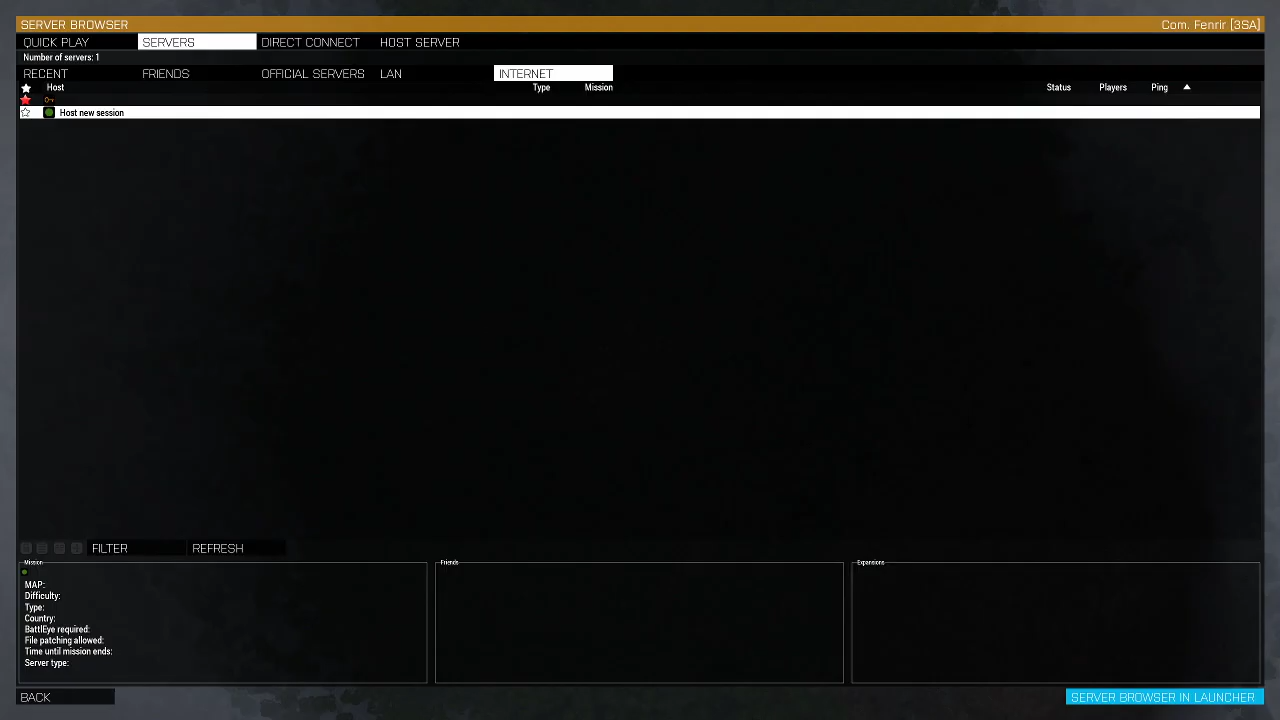 SERVER BROWSER Com. Fenrir [3SA]
QUICK PLAY SERVERS DIRECT CONNECT HOST SERVER
Number of servers: 1
RECENT FRIENDS OFFICIAL SERVERS LAN INTERNET
Host Type Mission Status Players Ping
Host new session
FILTER REFRESH
Mission Friends Expansions
MAP:
Difficulty:
Type:
Country:
BattlEye required:
File patching allowed:
Time until mission ends:
Server type:
BACK SERVER BROWSER IN LAUNCHER